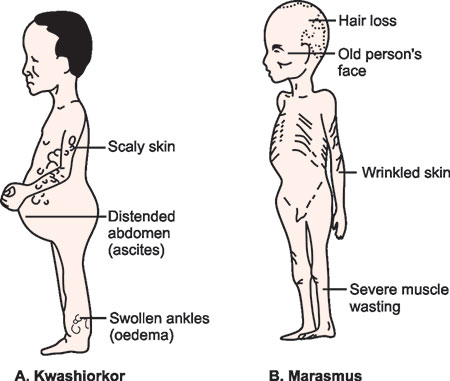 Scaly skin
Distended
abdomen
(ascites)
Swollen ankles
(oedema)
A. Kwashiorkor
Hair loss
Old person's
face
Wrinkled skin
Severe muscle
wasting
B. Marasmus